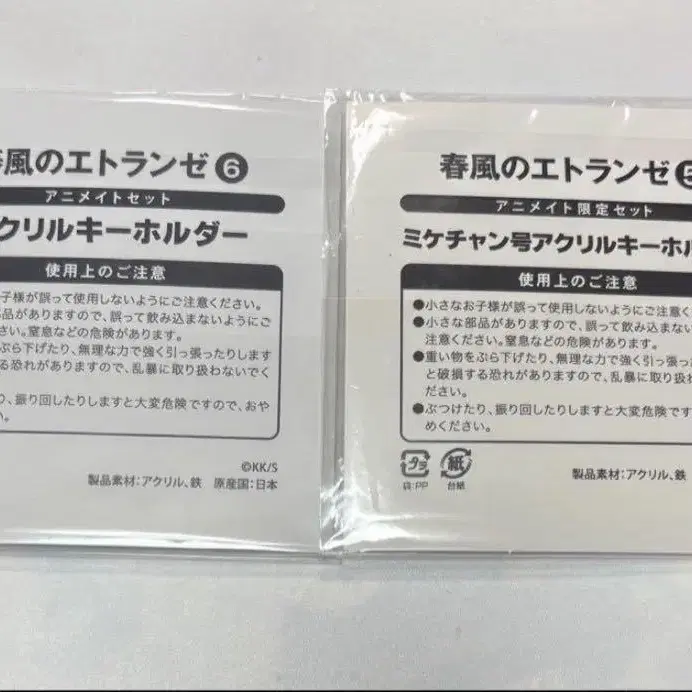 風のエトランゼ❻
アニメイトセット
クリルキーホルダー
使用上のご注意
子様が誤って使用しないようにご注意ください。
品がありますので、誤って飲み込まないようにご
さい。窒息などの危険があります。
ぶら下げたり、無理な力で強く引っ張ったりします
る恐れがありますので、乱暴に取り扱わないでく
い。
り、振り回したりしますと大変危険ですので、おや
い。
©KK/S
製品素材:アクリル、鉄 原産国:日本
春風のエトランゼ
アニメイト限定セット
ミケチャン号アクリルキーホル
使用上のご注意
●小さなお子様が誤って使用しないようにご注意く
●小さな部品がありますので、誤って飲み込まない
注意ください。窒息などの危険があります。
●重い物をぶら下げたり、無理な力で強く引っ張っ
と破損する恐れがありますので、乱暴に取り扱
ださい。
●ぶつけたり、振り回したりしますと大変危険です
めください。
プラ 紙
袋:PP 台紙
製品素材:アクリル、鉄